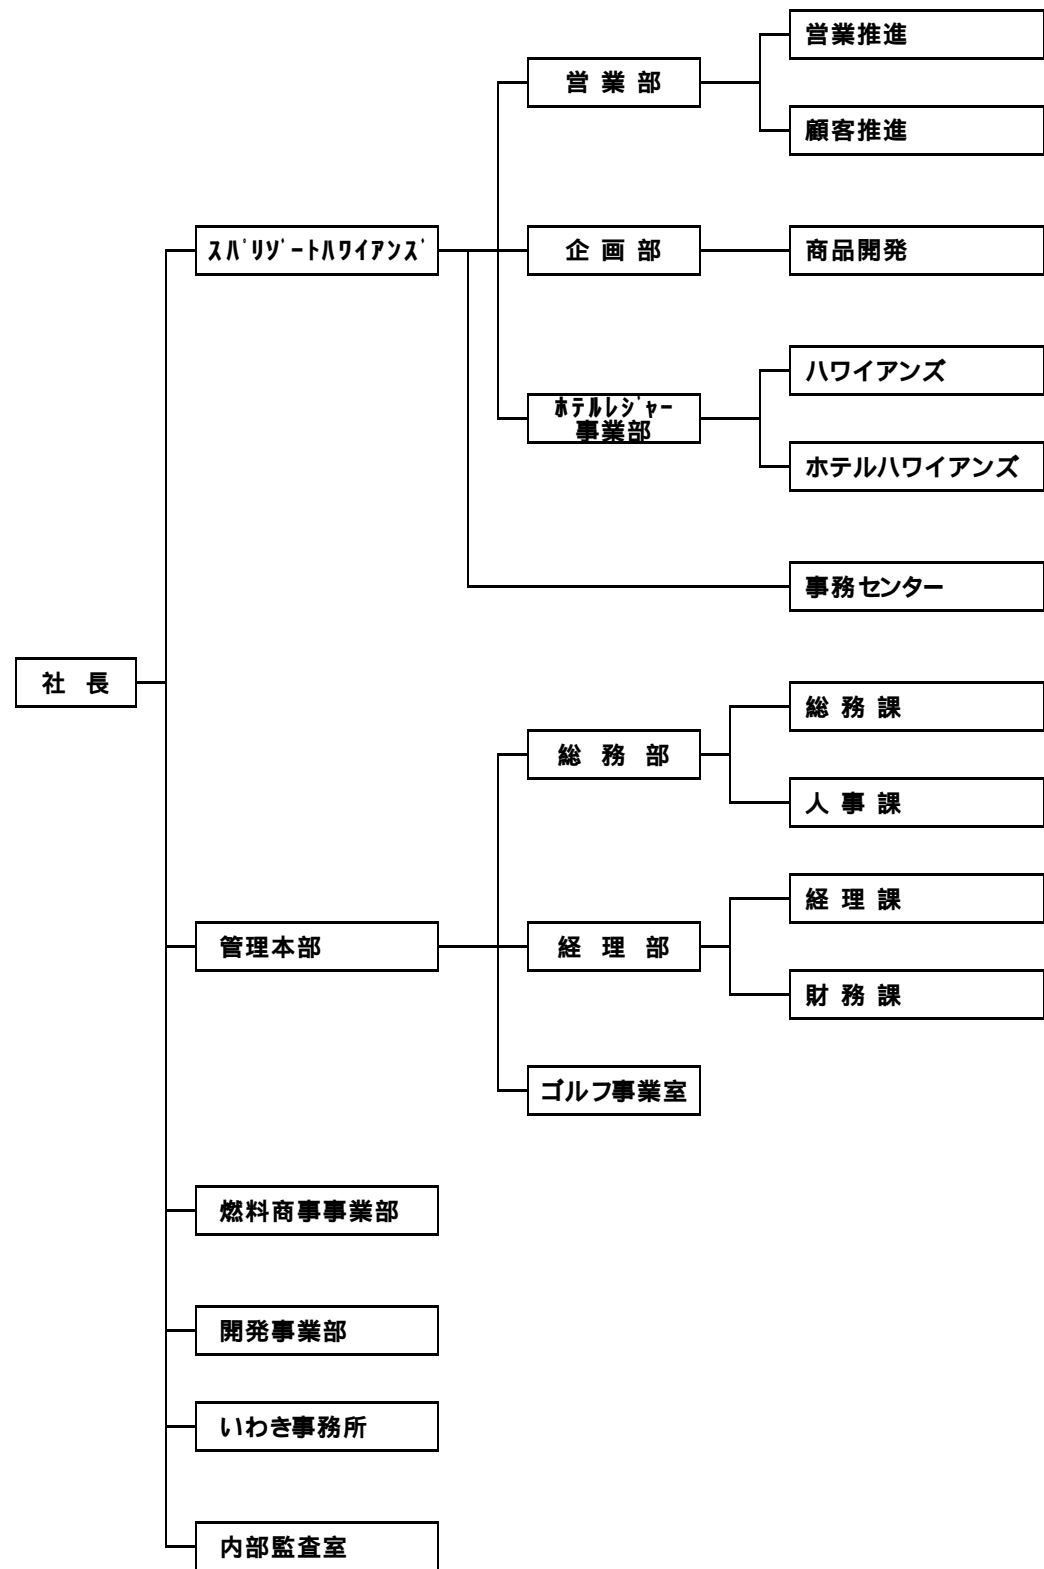 営業推進
営 業 部
顧客推進
ｽﾊﾟﾘｿﾞｰﾄﾊﾜｲｱﾝｽﾞ
企 画 部
商品開発
ハワイアンズ
ﾎﾃﾙﾚｼﾞｬｰ
事業部
ホテルハワイアンズ
事務センター
社 長
総 務 課
総 務 部
人 事 課
経 理 課
管理本部
経 理 部
財 務 課
ゴルフ事業室
燃料商事事業部
開発事業部
いわき事務所
内部監査室